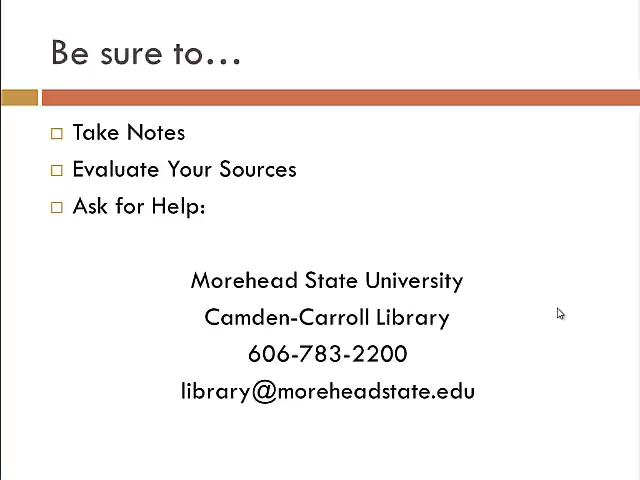 Be sure to…
Take Notes
Evaluate Your Sources
Ask for Help:
Morehead State University
Camden-Carroll Library
606-783-2200
library@moreheadstate.edu